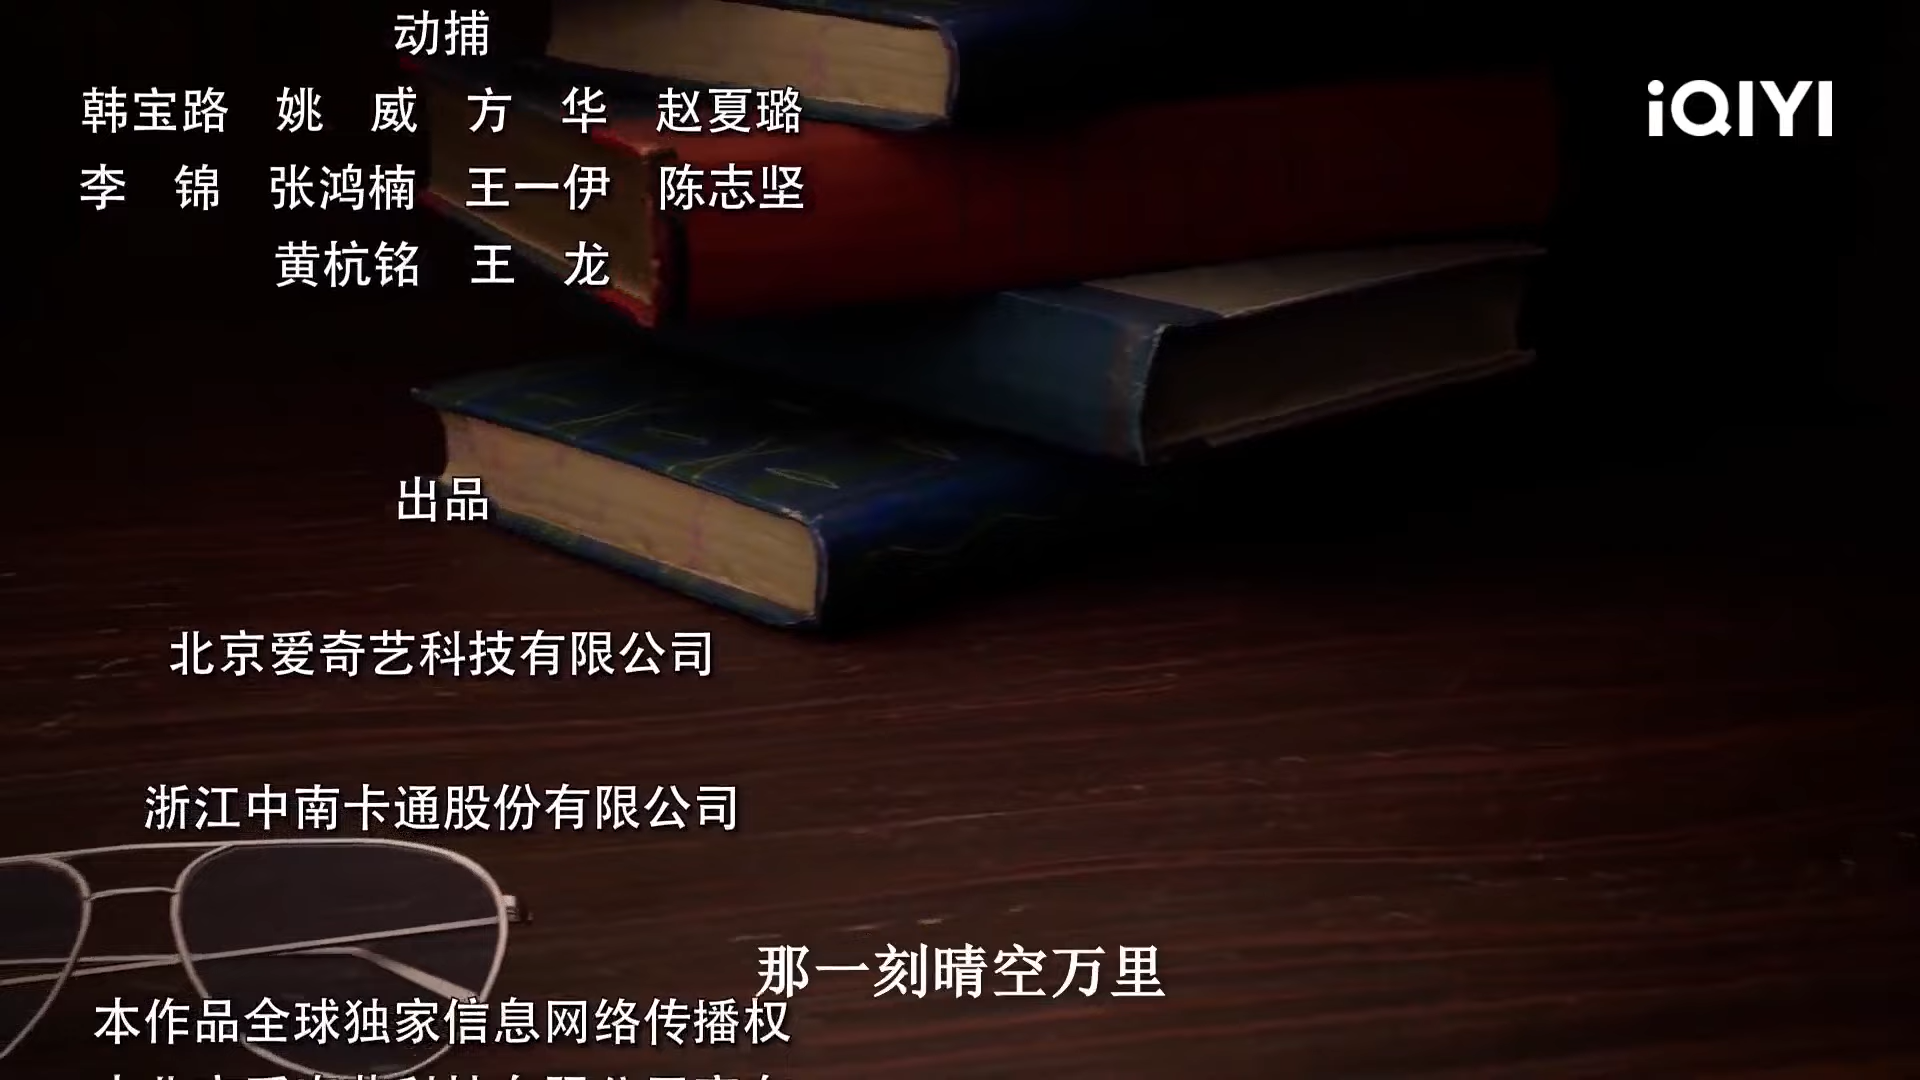 动捕
iQIYI
韩宝路 姚 威 方 华 赵夏璐
李 锦 张鸿楠 王一伊 陈志坚
黄杭铭 王 龙
出品
北京爱奇艺科技有限公司
浙江中南卡通股份有限公司
那一刻晴空万里
本作品全球独家信息网络传播权